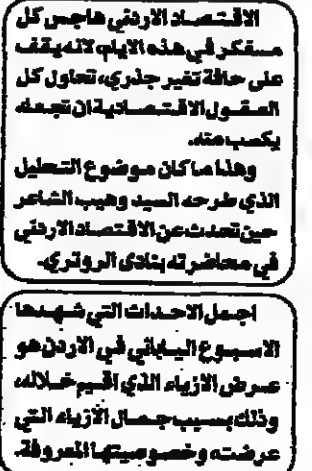 الاقتصاد الاردني هاجس كل
مفكر في هذه الايام، لانه يقف
على حافة تغير جذري، تحاول كل
العقول الاقتصادية ان تجعله
يكسب منه.
وهذا ما كان موضوع التحليل
الذي طرحه السيد وهيب الشاعر
حين تحدث عن الاقتصاد الاردني
في محاضرته بنادي الروتري.
اجمل الاحداث التي شهدها
الاسبوع الياباني في الاردن هو
عرض الازياء الذي اقيم خلاله،
وذلك بسبب جمال الازياء التي
عرضته وخصوصيتها المعروفة.